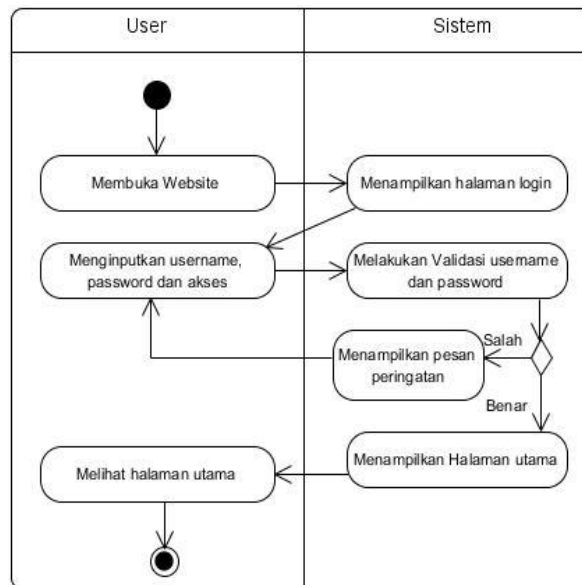 User
Sistem
Membuka Website
Menampilkan halaman login
Menginputkan username,
password dan akses
Melakukan Validasi username
dan password
Salah
Menampilkan pesan
peringatan
Benar
Menampilkan Halaman utama
Melihat halaman utama